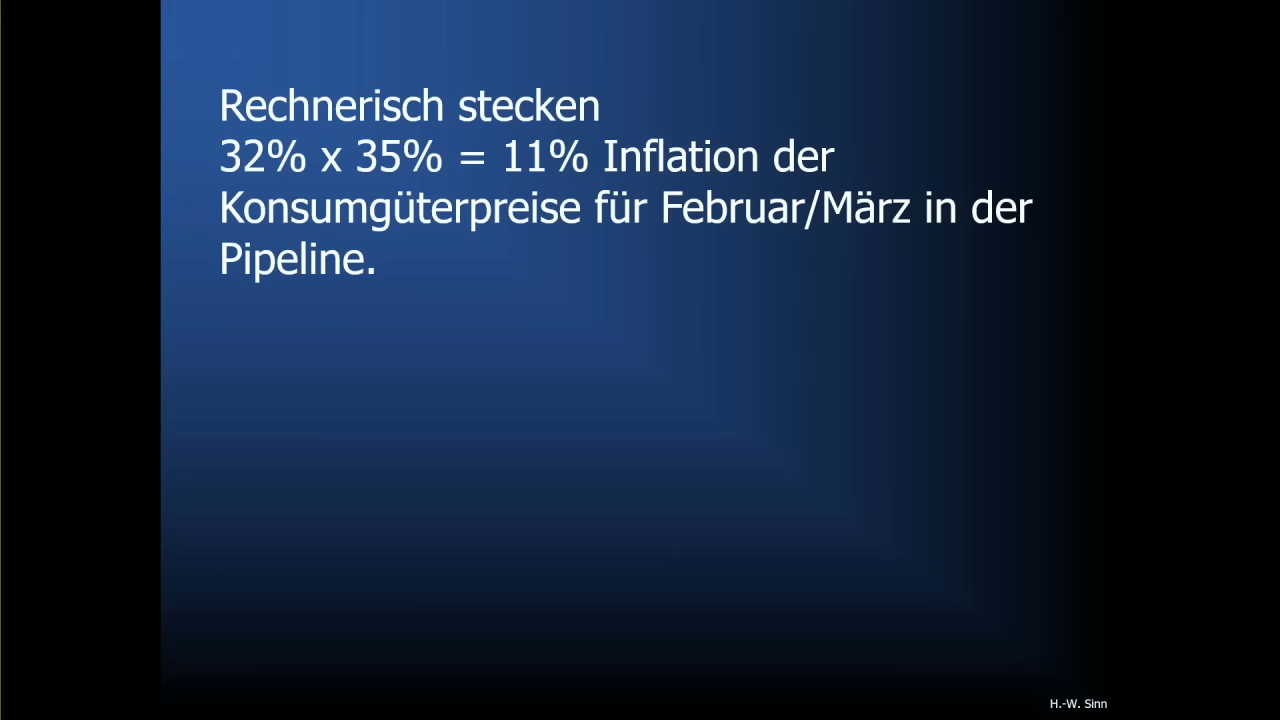 Rechnerisch stecken
32% x 35% = 11% Inflation der
Konsumgüterpreise für Februar/März in der
Pipeline.
H.-W. Sinn